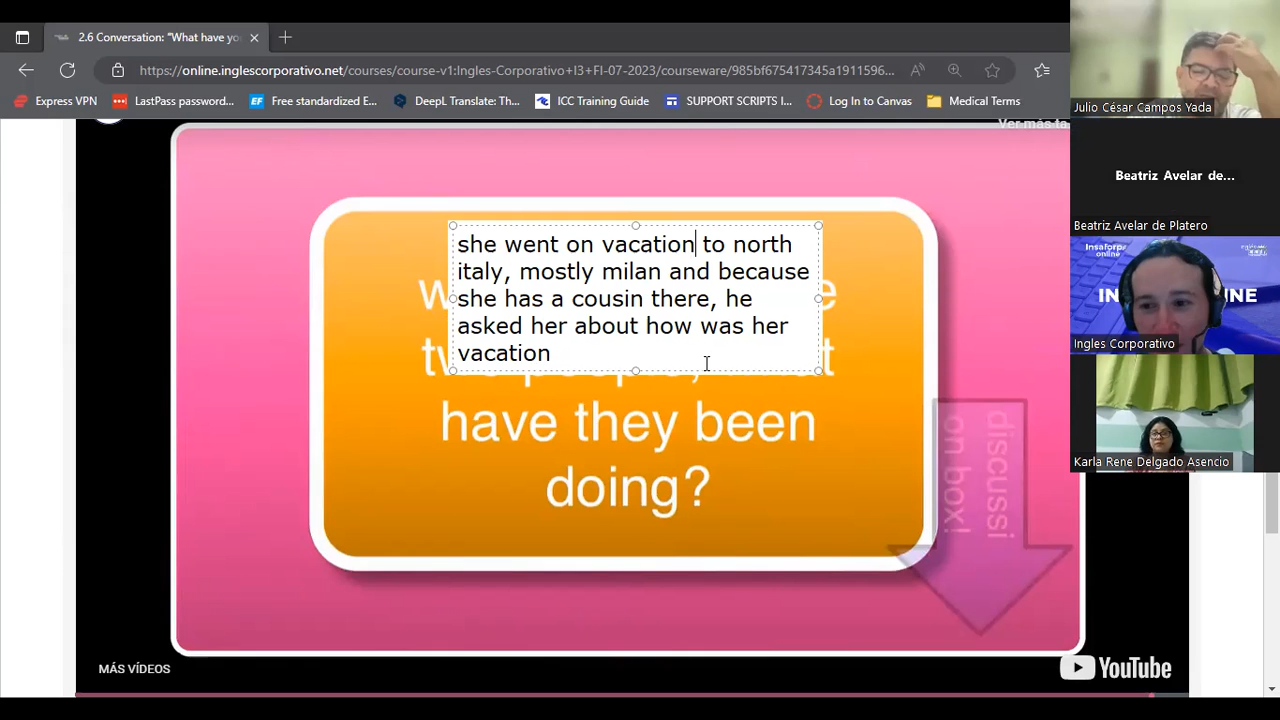 2.6 Conversation: "What have yo
https://online.inglescorporativo.net/courses/course-v1:Ingles-Corporativo+I3+FI-07-2023/courseware/985bf675417345a1911596...
Express VPN
LastPass password...
Free standardized E...
DeepL Translate: Th...
ICC Training Guide
SUPPORT SCRIPTS I...
Log In to Canvas
Medical Terms
she went on vacation to north
italy, mostly milan and because
she has a cousin there, he
asked her about how was her
vacation
have they been
doing?
discussi
on box!
MÁS VÍDEOS
YouTube
Julio César Campos Yada
Beatriz Avelar de...
Beatriz Avelar de Platero
Ingles Corporativo
Karla Rene Delgado Asencio